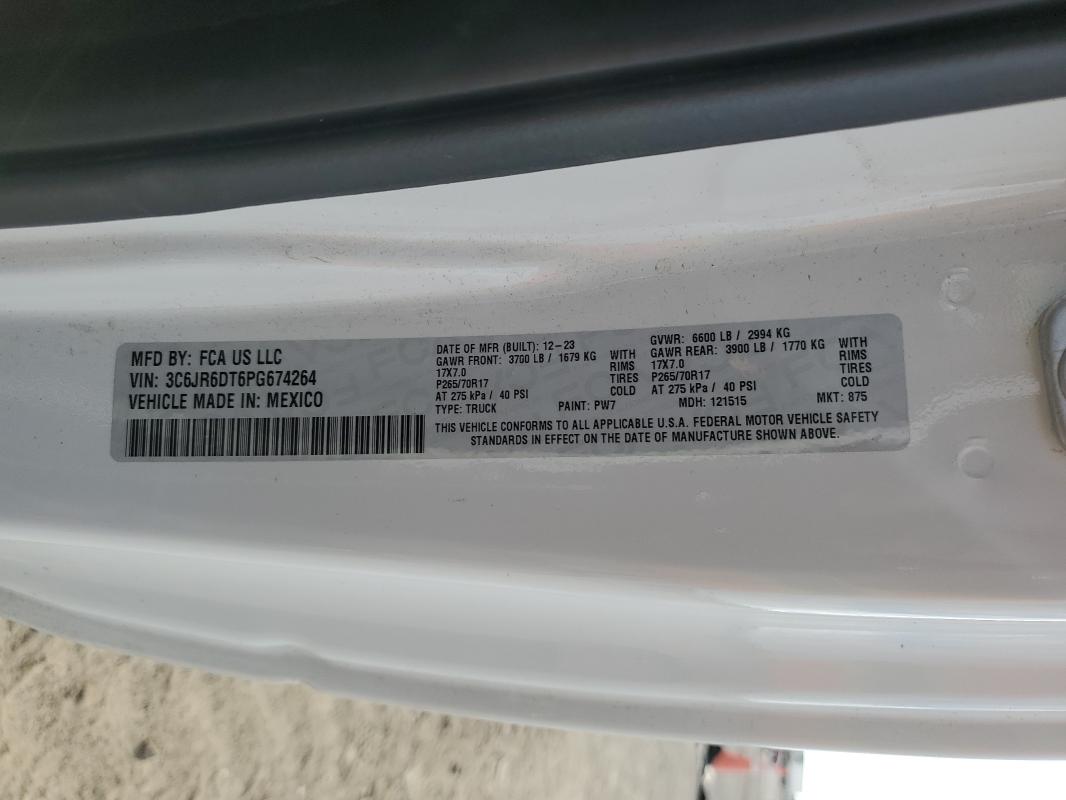 MFD BY: FCA US LLC
VIN: 3C6JR6DT6PG674264
VEHICLE MADE IN: MEXICO
DATE OF MFR (BUILT): 12-23
GAWR FRONT: 3700 LB / 1679 KG WITH
17X7.0 RIMS
P265/70R17 TIRES
AT 275 kPa / 40 PSI COLD
TYPE: TRUCK PAINT: PW7
GVWR: 6600 LB / 2994 KG
GAWR REAR: 3900 LB / 1770 KG WITH
17X7.0 RIMS
P265/70R17 TIRES
AT 275 kPa / 40 PSI COLD
MDH: 121515 MKT: 875
THIS VEHICLE CONFORMS TO ALL APPLICABLE U.S.A. FEDERAL MOTOR VEHICLE SAFETY
STANDARDS IN EFFECT ON THE DATE OF MANUFACTURE SHOWN ABOVE.